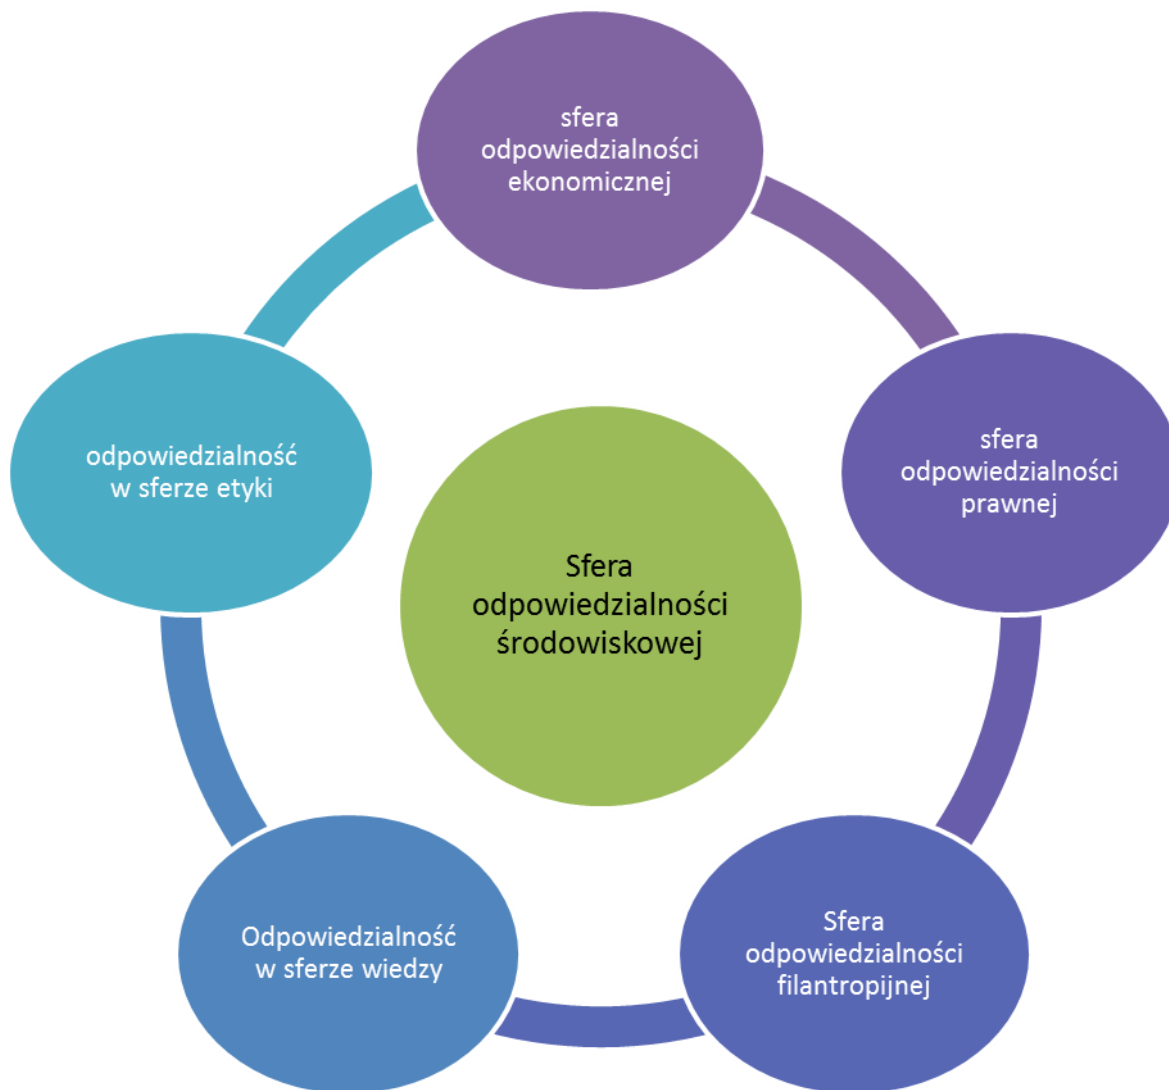 sfera
odpowiedzialności
ekonomicznej
sfera
odpowiedzialności
prawnej
Sfera
odpowiedzialności
filantropijnej
Odpowiedzialność
w sferze wiedzy
odpowiedzialność
w sferze etyki
Sfera
odpowiedzialności
środowiskowej